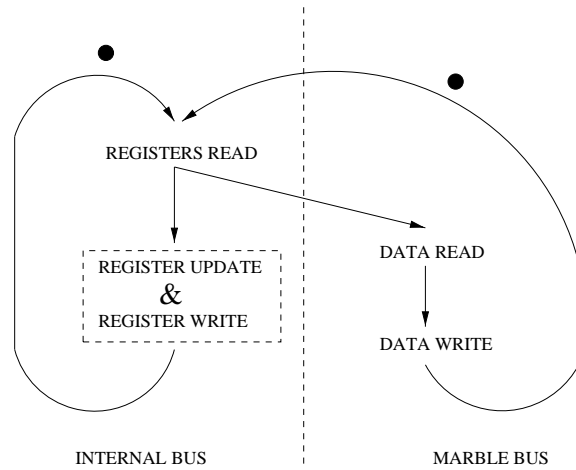 REGISTERS READ
REGISTER UPDATE
&
REGISTER WRITE
DATA READ
DATA WRITE
INTERNAL BUS
MARBLE BUS